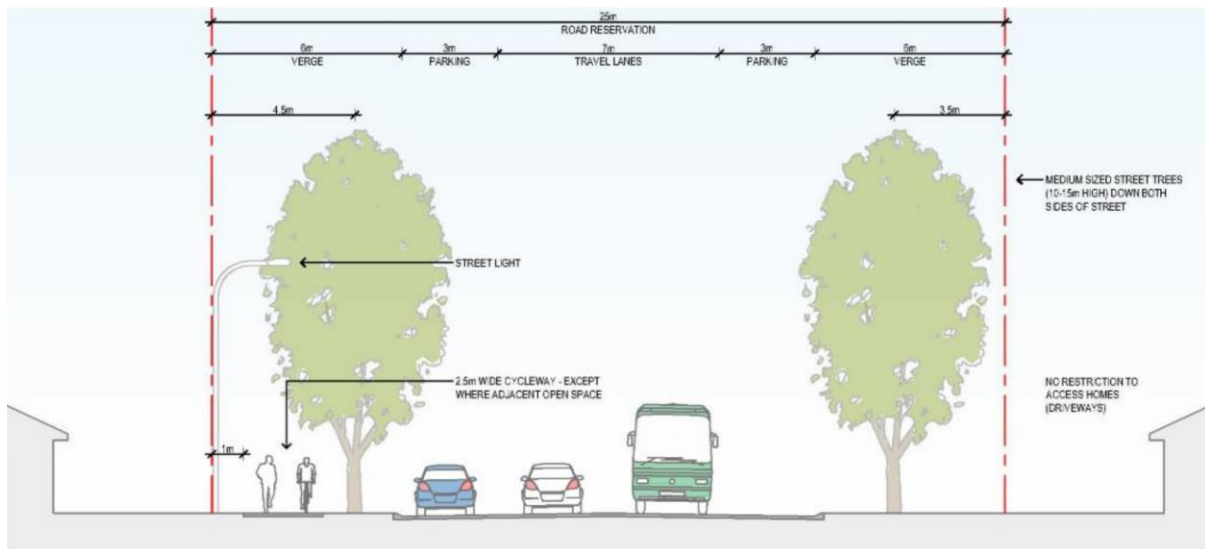 25m
ROAD RESERVATION
6m 3m 7m 3m 6m
VERGE PARKING TRAVEL LANES PARKING VERGE
4.5m 3.5m
MEDIUM SIZED STREET TREES
(10-15m HIGH) DOWN BOTH
SIDES OF STREET
STREET LIGHT
2.5m WIDE CYCLEWAY - EXCEPT
WHERE ADJACENT OPEN SPACE
NO RESTRICTION TO
ACCESS HOMES
(DRIVEWAYS)
1m